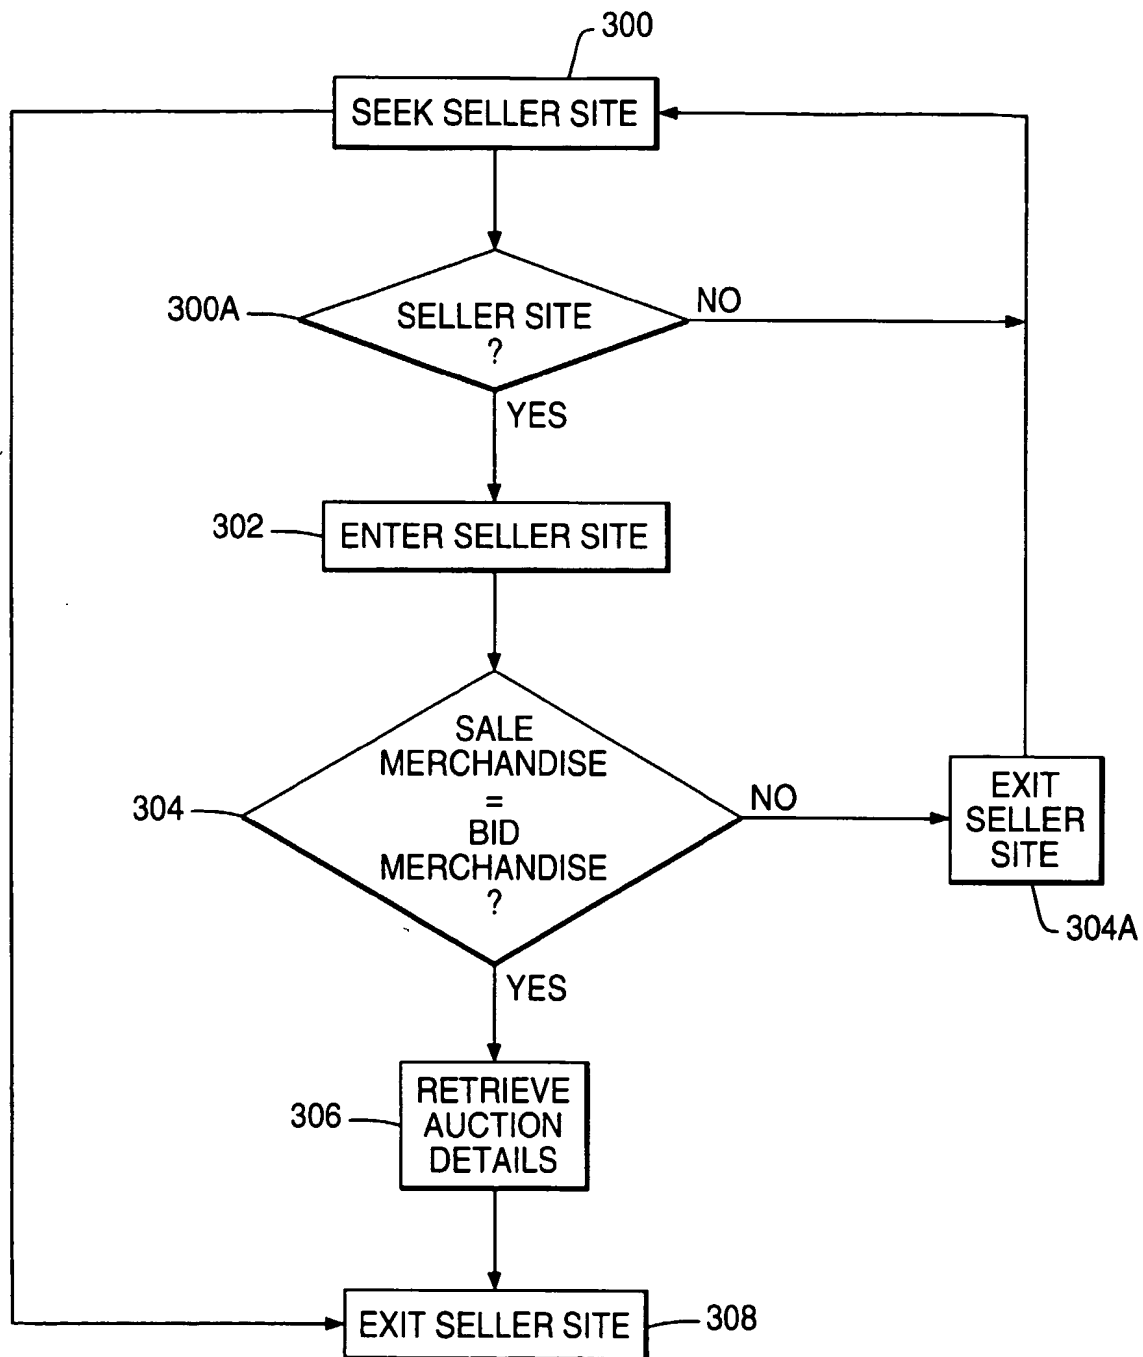 300
SEEK SELLER SITE
300A
SELLER SITE
?
NO
YES
302
ENTER SELLER SITE
304
SALE
MERCHANDISE
=
BID
MERCHANDISE
?
NO
EXIT
SELLER
SITE
304A
YES
306
RETRIEVE
AUCTION
DETAILS
EXIT SELLER SITE
308